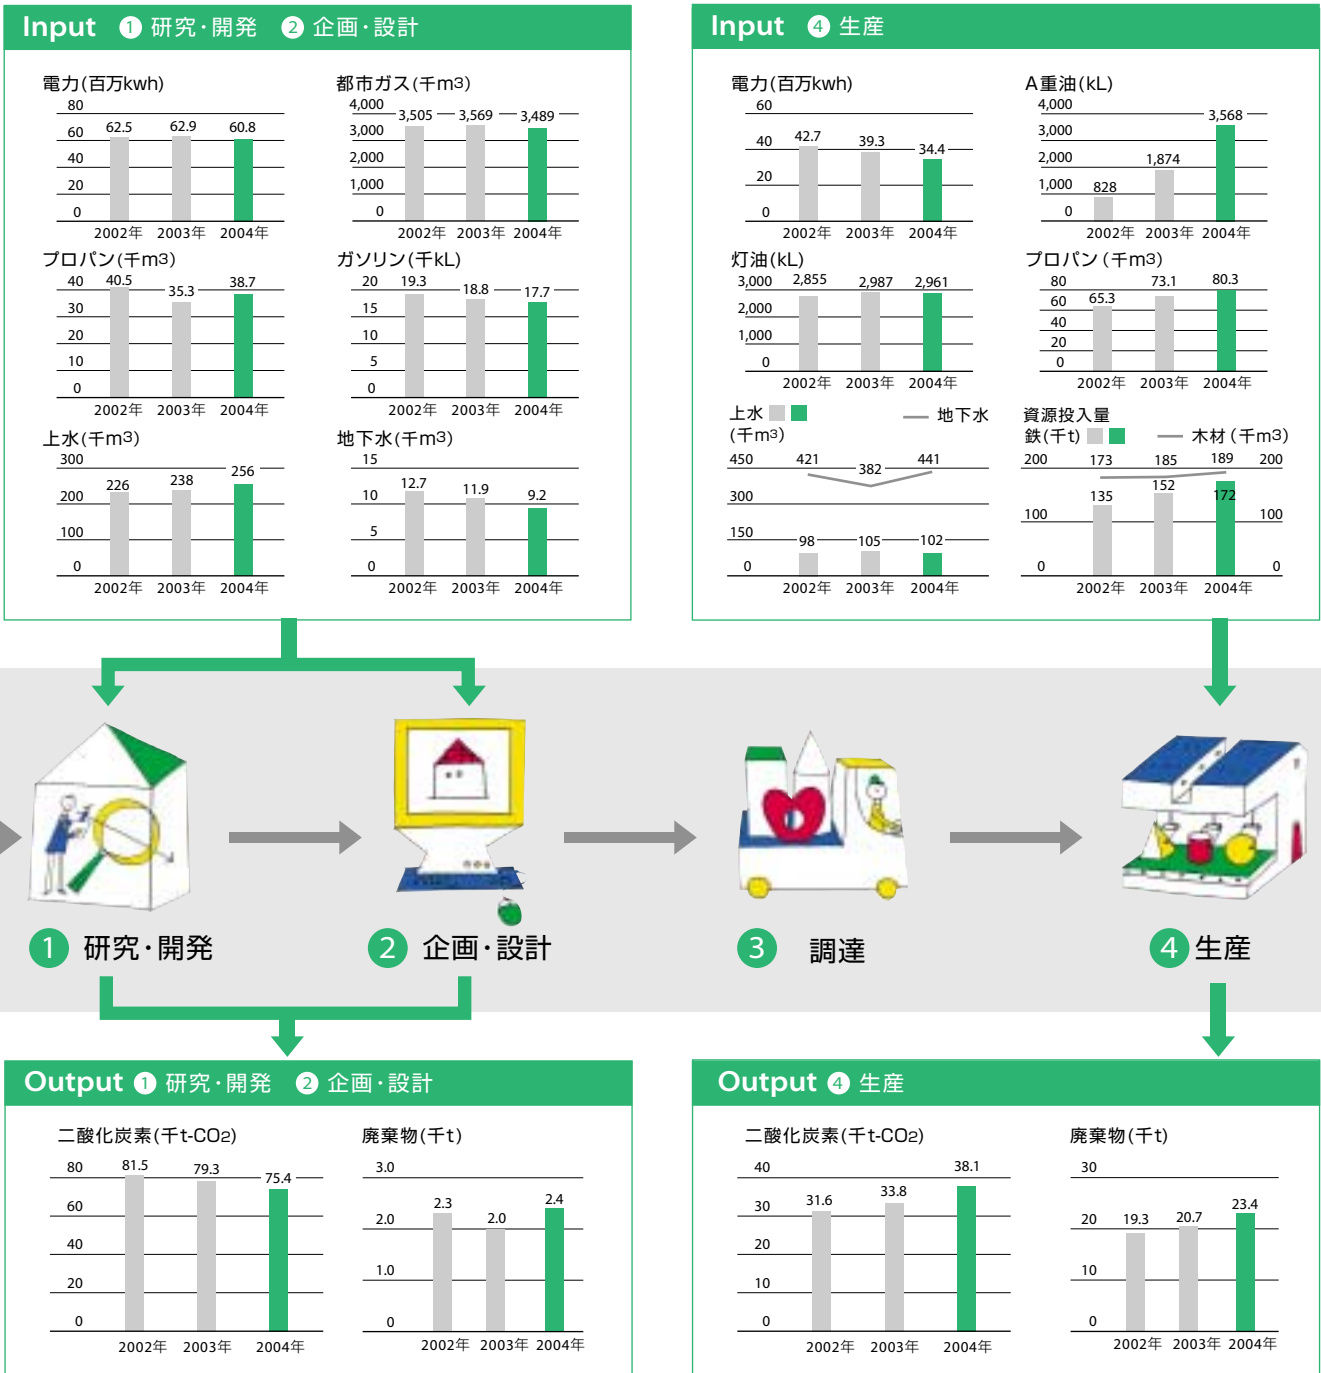 Input ① 研究・開発 ② 企画・設計
電力(百万kwh)
80
60
40
20
0
62.5 62.9 60.8
2002年 2003年 2004年
都市ガス(千m3)
4,000
3,000
2,000
1,000
0
3,505 3,569 3,489
2002年 2003年 2004年
プロパン(千m3)
40
30
20
10
0
40.5 35.3 38.7
2002年 2003年 2004年
ガソリン(千kL)
20
15
10
5
0
19.3 18.8 17.7
2002年 2003年 2004年
上水(千m3)
300
200
100
0
226 238 256
2002年 2003年 2004年
地下水(千m3)
15
10
5
0
12.7 11.9 9.2
2002年 2003年 2004年
Input ④ 生産
電力(百万kwh)
60
40
20
0
42.7 39.3 34.4
2002年 2003年 2004年
A重油(kL)
4,000
3,000
2,000
1,000
0
828 1,874 3,568
2002年 2003年 2004年
灯油(kL)
3,000
2,000
1,000
0
2,855 2,987 2,961
2002年 2003年 2004年
プロパン(千m3)
80
60
40
20
0
65.3 73.1 80.3
2002年 2003年 2004年
上水 地下水
(千m3)
450
300
150
0
421 382 441
98 105 102
2002年 2003年 2004年
資源投入量
鉄(千t) 木材(千m3)
200 173 185 189 200
135 152 172
100 100
0 0
2002年 2003年 2004年
① 研究・開発
② 企画・設計
③ 調達
④ 生産
Output ① 研究・開発 ② 企画・設計
二酸化炭素(千t-CO2)
80
60
40
20
0
81.5 79.3 75.4
2002年 2003年 2004年
廃棄物(千t)
3.0
2.0
1.0
0
2.3 2.0 2.4
2002年 2003年 2004年
Output ④ 生産
二酸化炭素(千t-CO2)
40
30
20
10
0
31.6 33.8 38.1
2002年 2003年 2004年
廃棄物(千t)
30
20
10
0
19.3 20.7 23.4
2002年 2003年 2004年